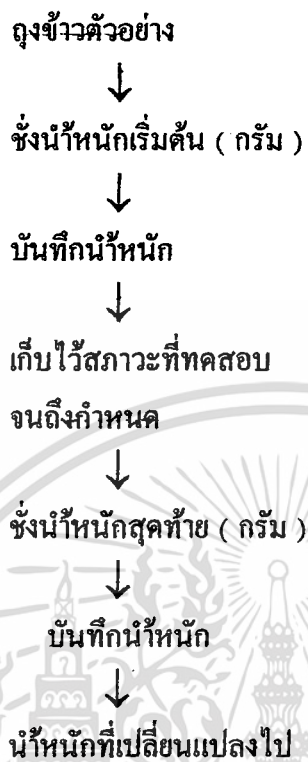 ถุงข้าวตัวอย่าง
↓
ชั่งน้ำหนักเริ่มต้น ( กรัม )
↓
บันทึกน้ำหนัก
↓
เก็บไว้สภาวะที่ทดสอบ
จนถึงกำหนด
↓
ชั่งน้ำหนักสุดท้าย ( กรัม )
↓
บันทึกน้ำหนัก
↓
น้ำหนักที่เปลี่ยนแปลงไป